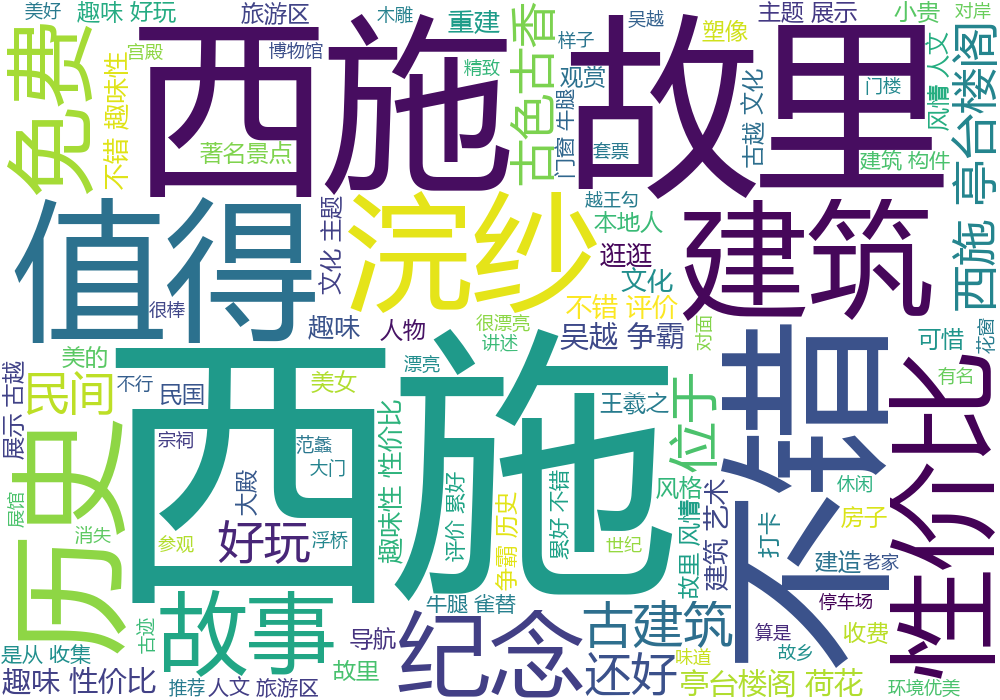 美好
趣味 好玩
旅游区
木雕
重建
吴越
塑像
主题 展示
小贵
对岸
免费
宫殿
不错 趣味性
西施
博物馆
精致
古色古香
样子
观赏
门窗 牛腿
套票
故里
古越 文化
门楼
风情 人文
亭台楼阁
著名景点
建筑 构件
值得
很棒
文化 主题
浣纱
越王勾
本地人
逛逛
文化
建筑
西施
不错 评价
趣味
人物
很漂亮
讲述
吴越 争霸
对面
可惜
花窗
展示 古越
美的
民间
不行
民国
西施
漂亮
美女
王羲之
不错
有名
性价比
历史
宗祠
范蠡
大门
大殿
趣味性 性价比
评价 累好
争霸 历史
累好 不错
位于
风格
故里 风情
建筑 艺术
休闲
展馆
消失
参观
好玩
浮桥
世纪
打卡
房子
建造
老家
古迹
故事
牛腿 雀替
停车场
是从 收集
导航
纪念
古建筑
算是
收费
故乡
趣味 性价比
推荐
人文 旅游区
故里
还好
味道
亭台楼阁 荷花
环境优美